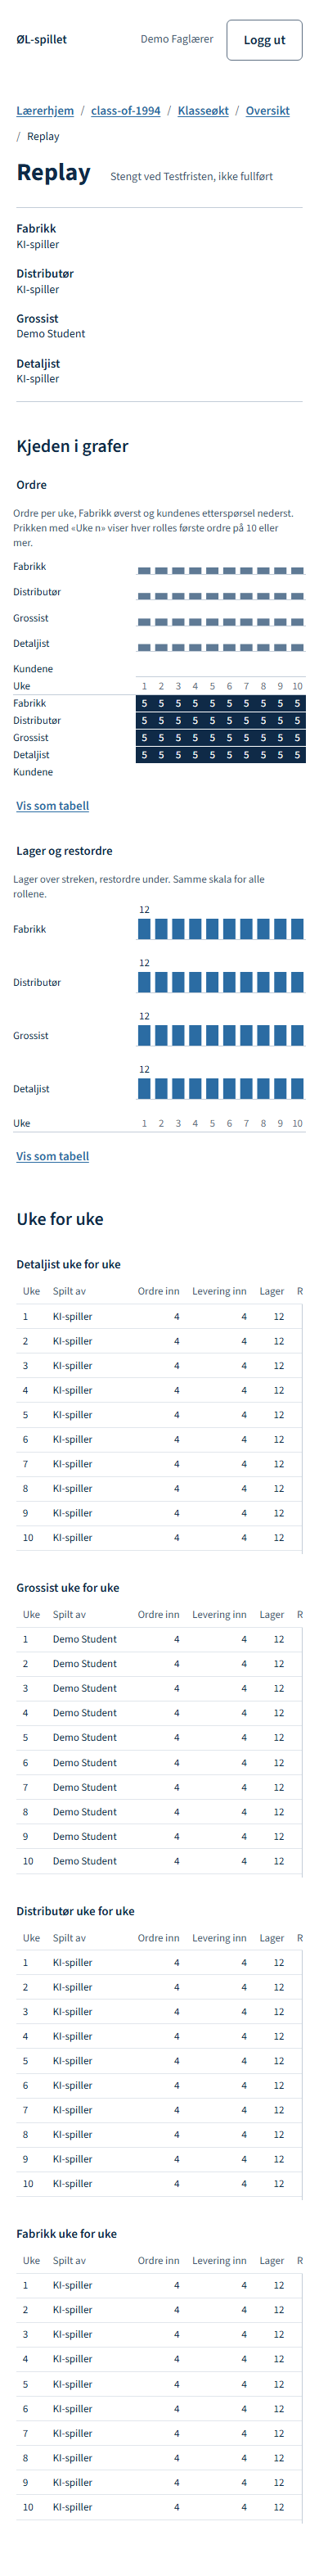 ØL-spillet Demo Faglærer Logg ut
Lærerhjem / class-of-1994 / Klasseøkt / Oversikt
/ Replay
Replay Stengt ved Testfristen, ikke fullført
Fabrikk
KI-spiller
Distributør
KI-spiller
Grossist
Demo Student
Detaljist
KI-spiller
Kjeden i grafer
Ordre
Ordre per uke, Fabrikk øverst og kundenes etterspørsel nederst.
Prikken med «Uke n» viser hver rolles første ordre på 10 eller
mer.
Fabrikk
Distributør
Grossist
Detaljist
Kundene
Uke 1 2 3 4 5 6 7 8 9 10
Fabrikk 5 5 5 5 5 5 5 5 5 5
Distributør 5 5 5 5 5 5 5 5 5 5
Grossist 5 5 5 5 5 5 5 5 5 5
Detaljist 5 5 5 5 5 5 5 5 5 5
Kundene
Vis som tabell
Lager og restordre
Lager over streken, restordre under. Samme skala for alle
rollene.
12
Fabrikk
12
Distributør
12
Grossist
12
Detaljist
Uke 1 2 3 4 5 6 7 8 9 10
Vis som tabell
Uke for uke
Detaljist uke for uke
Uke Spilt av Ordre inn Levering inn Lager R
1 KI-spiller 4 4 12
2 KI-spiller 4 4 12
3 KI-spiller 4 4 12
4 KI-spiller 4 4 12
5 KI-spiller 4 4 12
6 KI-spiller 4 4 12
7 KI-spiller 4 4 12
8 KI-spiller 4 4 12
9 KI-spiller 4 4 12
10 KI-spiller 4 4 12
Grossist uke for uke
Uke Spilt av Ordre inn Levering inn Lager R
1 Demo Student 4 4 12
2 Demo Student 4 4 12
3 Demo Student 4 4 12
4 Demo Student 4 4 12
5 Demo Student 4 4 12
6 Demo Student 4 4 12
7 Demo Student 4 4 12
8 Demo Student 4 4 12
9 Demo Student 4 4 12
10 Demo Student 4 4 12
Distributør uke for uke
Uke Spilt av Ordre inn Levering inn Lager R
1 KI-spiller 4 4 12
2 KI-spiller 4 4 12
3 KI-spiller 4 4 12
4 KI-spiller 4 4 12
5 KI-spiller 4 4 12
6 KI-spiller 4 4 12
7 KI-spiller 4 4 12
8 KI-spiller 4 4 12
9 KI-spiller 4 4 12
10 KI-spiller 4 4 12
Fabrikk uke for uke
Uke Spilt av Ordre inn Levering inn Lager R
1 KI-spiller 4 4 12
2 KI-spiller 4 4 12
3 KI-spiller 4 4 12
4 KI-spiller 4 4 12
5 KI-spiller 4 4 12
6 KI-spiller 4 4 12
7 KI-spiller 4 4 12
8 KI-spiller 4 4 12
9 KI-spiller 4 4 12
10 KI-spiller 4 4 12